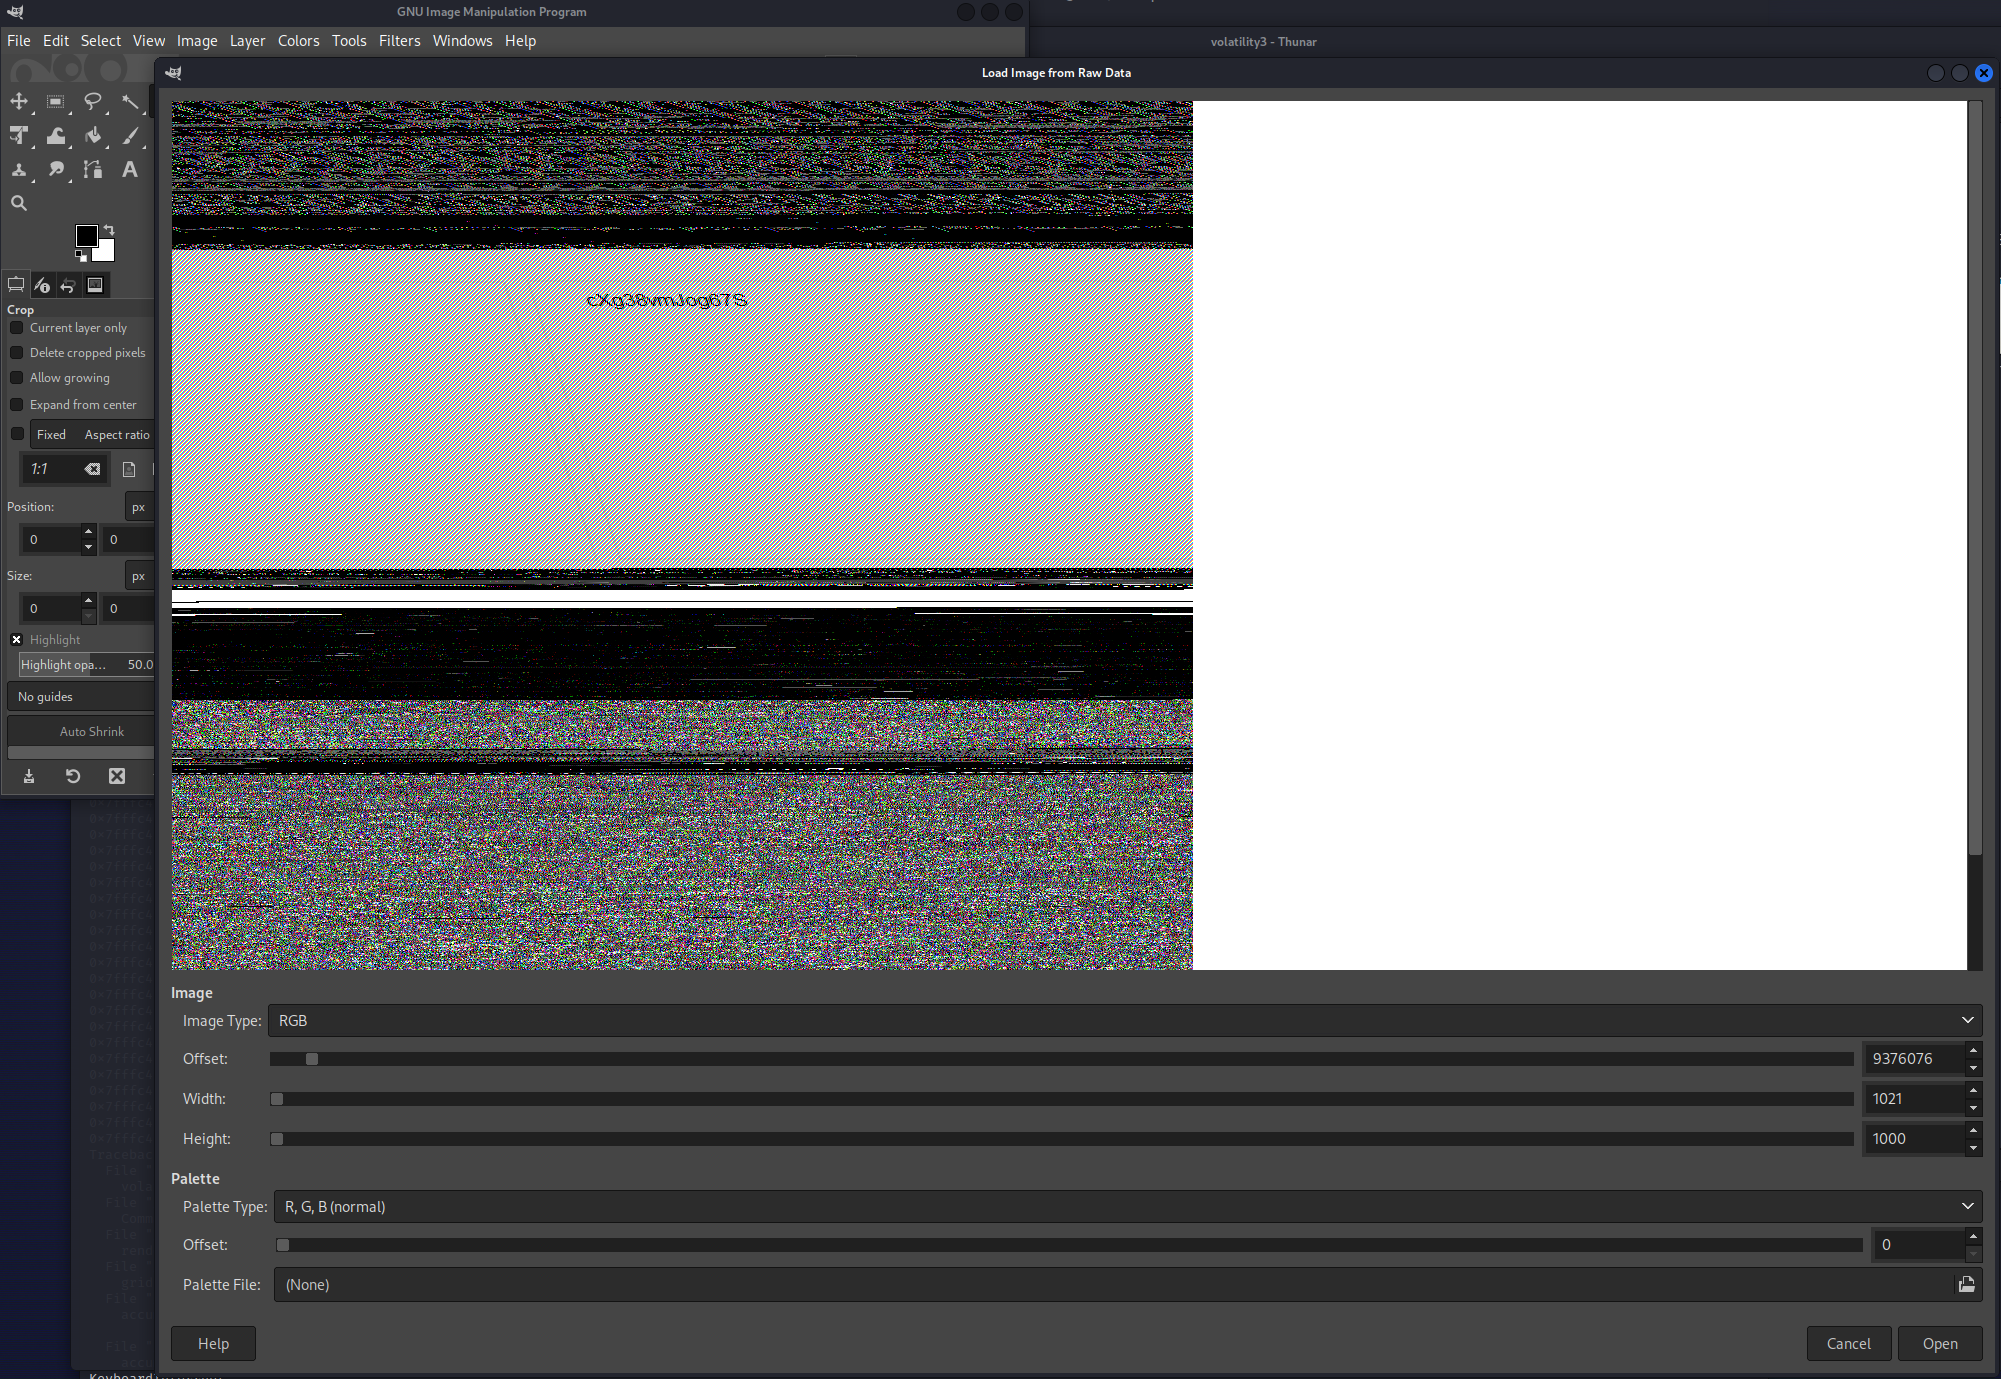 GNU Image Manipulation Program
File Edit Select View Image Layer Colors Tools Filters Windows Help
volatility3 - Thunar
Load Image from Raw Data
cXg38vmJog67S
Crop
Current layer only
Delete cropped pixels
Allow growing
Expand from center
Fixed Aspect ratio
1:1
Position: px
0 0
Size: px
0 0
Highlight
Highlight opa... 50.0
No guides
Auto Shrink
Image
Image Type: RGB
Offset: 9376076
Width: 1021
Height: 1000
Palette
Palette Type: R, G, B (normal)
Offset: 0
Palette File: (None)
Help Cancel Open